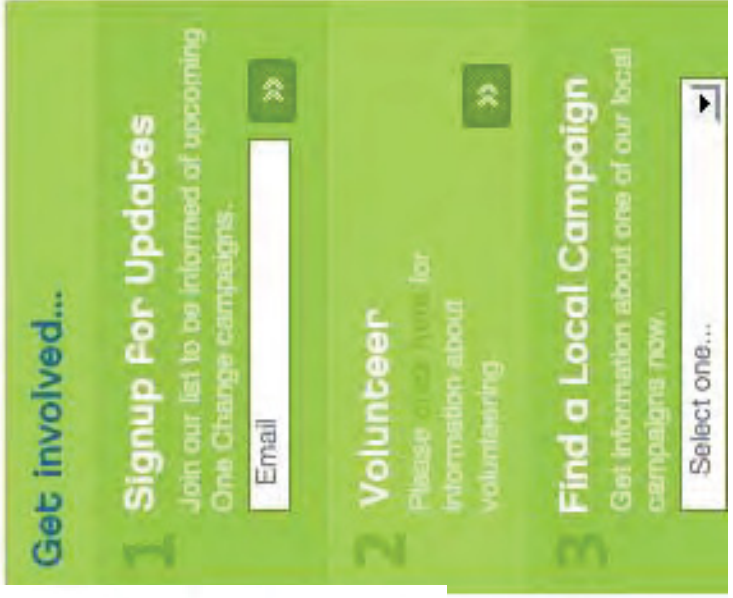 Get involved...
1 Signup For Updates
Join our list to be informed of upcoming
One Change campaigns.
Email »
2 Volunteer
Please click here for
information about »
volunteering
3 Find a Local Campaign
Get information about one of our local
campaigns now.
Select one...